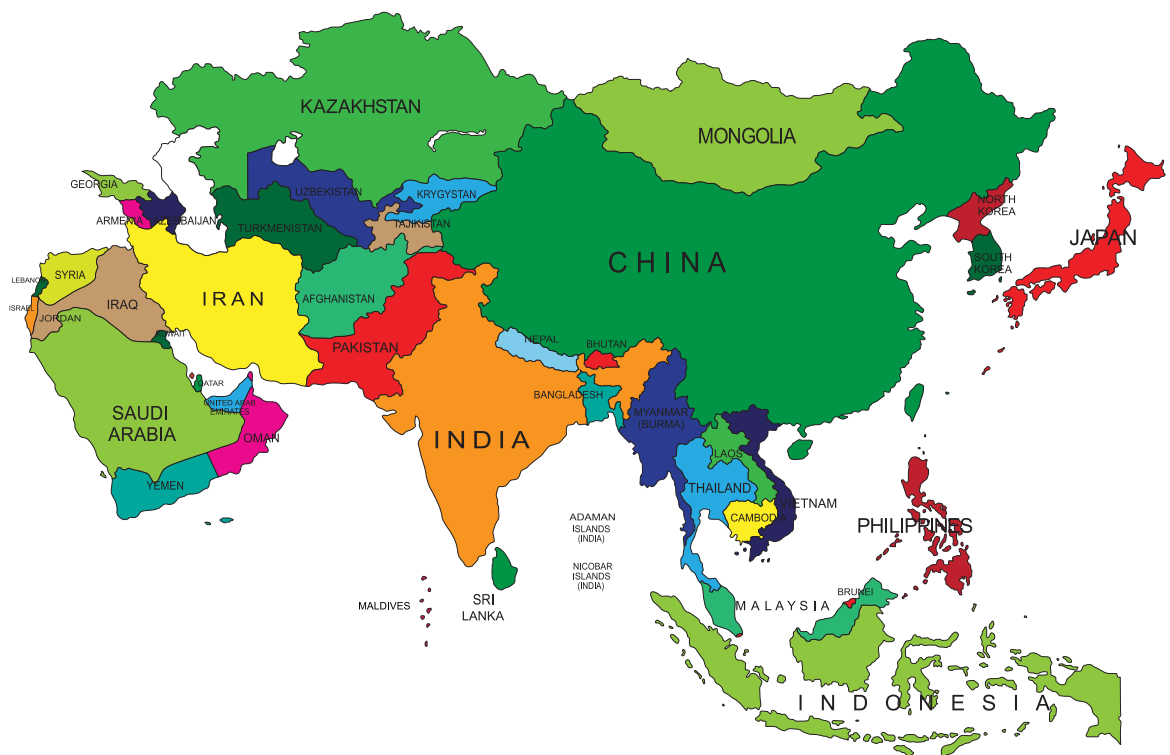 KAZAKHSTAN
MONGOLIA
GEORGIA
UZBEKISTAN
KRYGYSTAN
ARMENIA
AZERBAIJAN
TURKMENISTAN
TAJIKISTAN
NORTH
KOREA
JAPAN
SOUTH
KOREA
CHINA
LEBANON
SYRIA
IRAN
AFGHANISTAN
ISRAEL
JORDAN
IRAQ
KUWAIT
PAKISTAN
NEPAL
BHUTAN
QATAR
UNITED ARAB
EMIRATES
BANGLADESH
SAUDI
ARABIA
OMAN
INDIA
MYANMAR
(BURMA)
LAOS
YEMEN
THAILAND
VIETNAM
CAMBODIA
ADAMAN
ISLANDS
(INDIA)
PHILIPPINES
NICOBAR
ISLANDS
(INDIA)
MALDIVES
SRI
LANKA
MALAYSIA
BRUNEI
INDONESIA